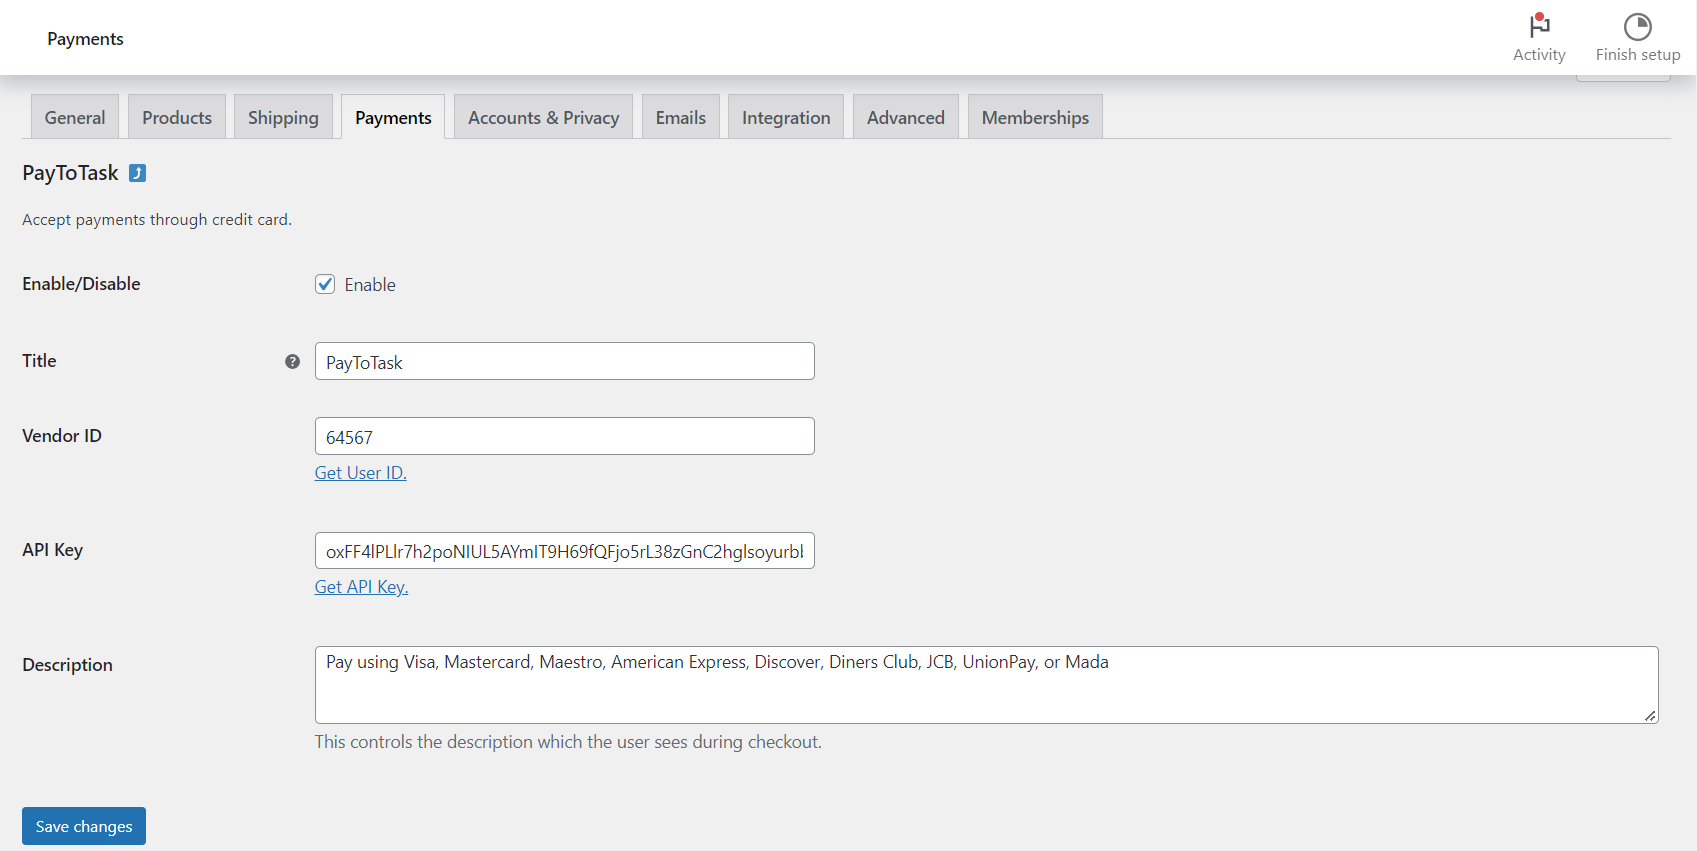 Payments
Activity
Finish setup
General Products Shipping Payments Accounts & Privacy Emails Integration Advanced Memberships
PayToTask
Accept payments through credit card.
Enable/Disable Enable
Title PayToTask
Vendor ID 64567
Get User ID.
API Key
Get API Key.
Description Pay using Visa, Mastercard, Maestro, American Express, Discover, Diners Club, JCB, UnionPay, or Mada
This controls the description which the user sees during checkout.
Save changes